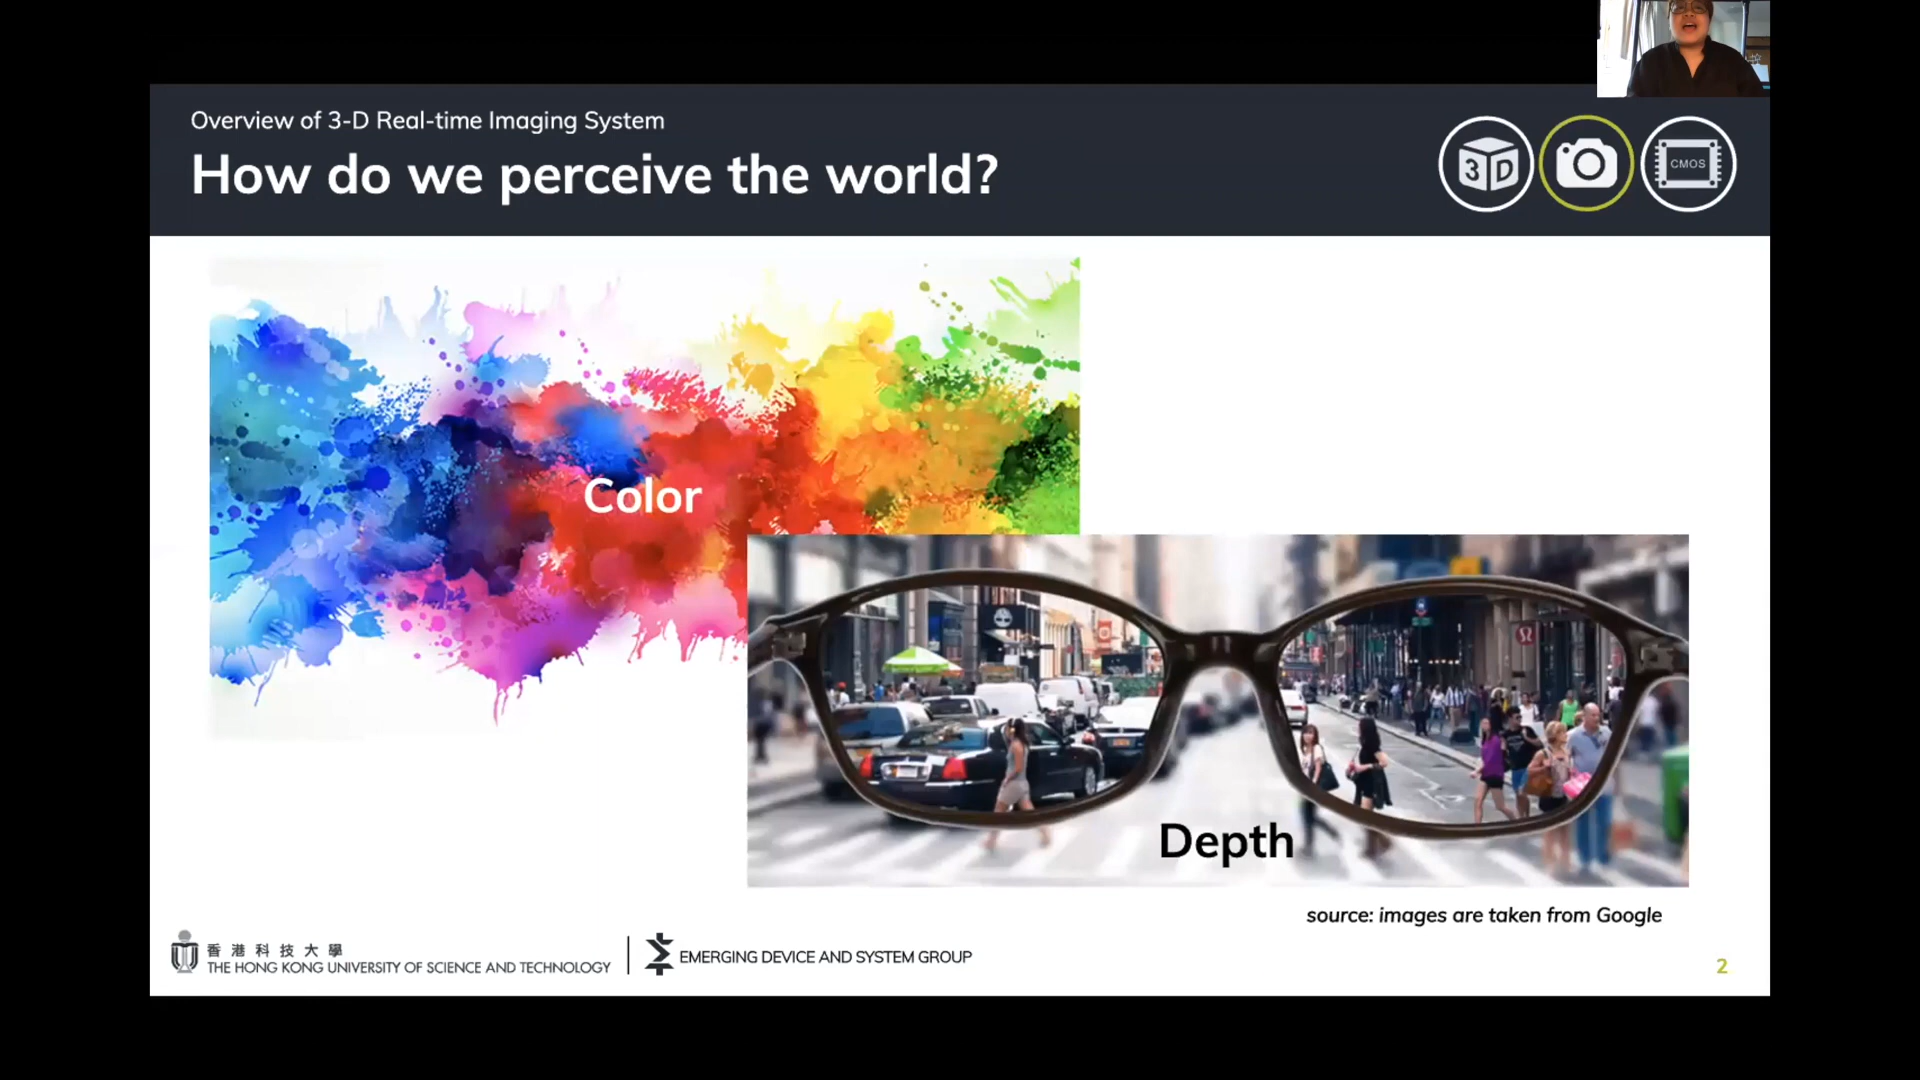 Overview of 3-D Real-time Imaging System
How do we perceive the world?
3D
CMOS
Color
Depth
source: images are taken from Google
香港科技大學
THE HONG KONG UNIVERSITY OF SCIENCE AND TECHNOLOGY
EMERGING DEVICE AND SYSTEM GROUP
2